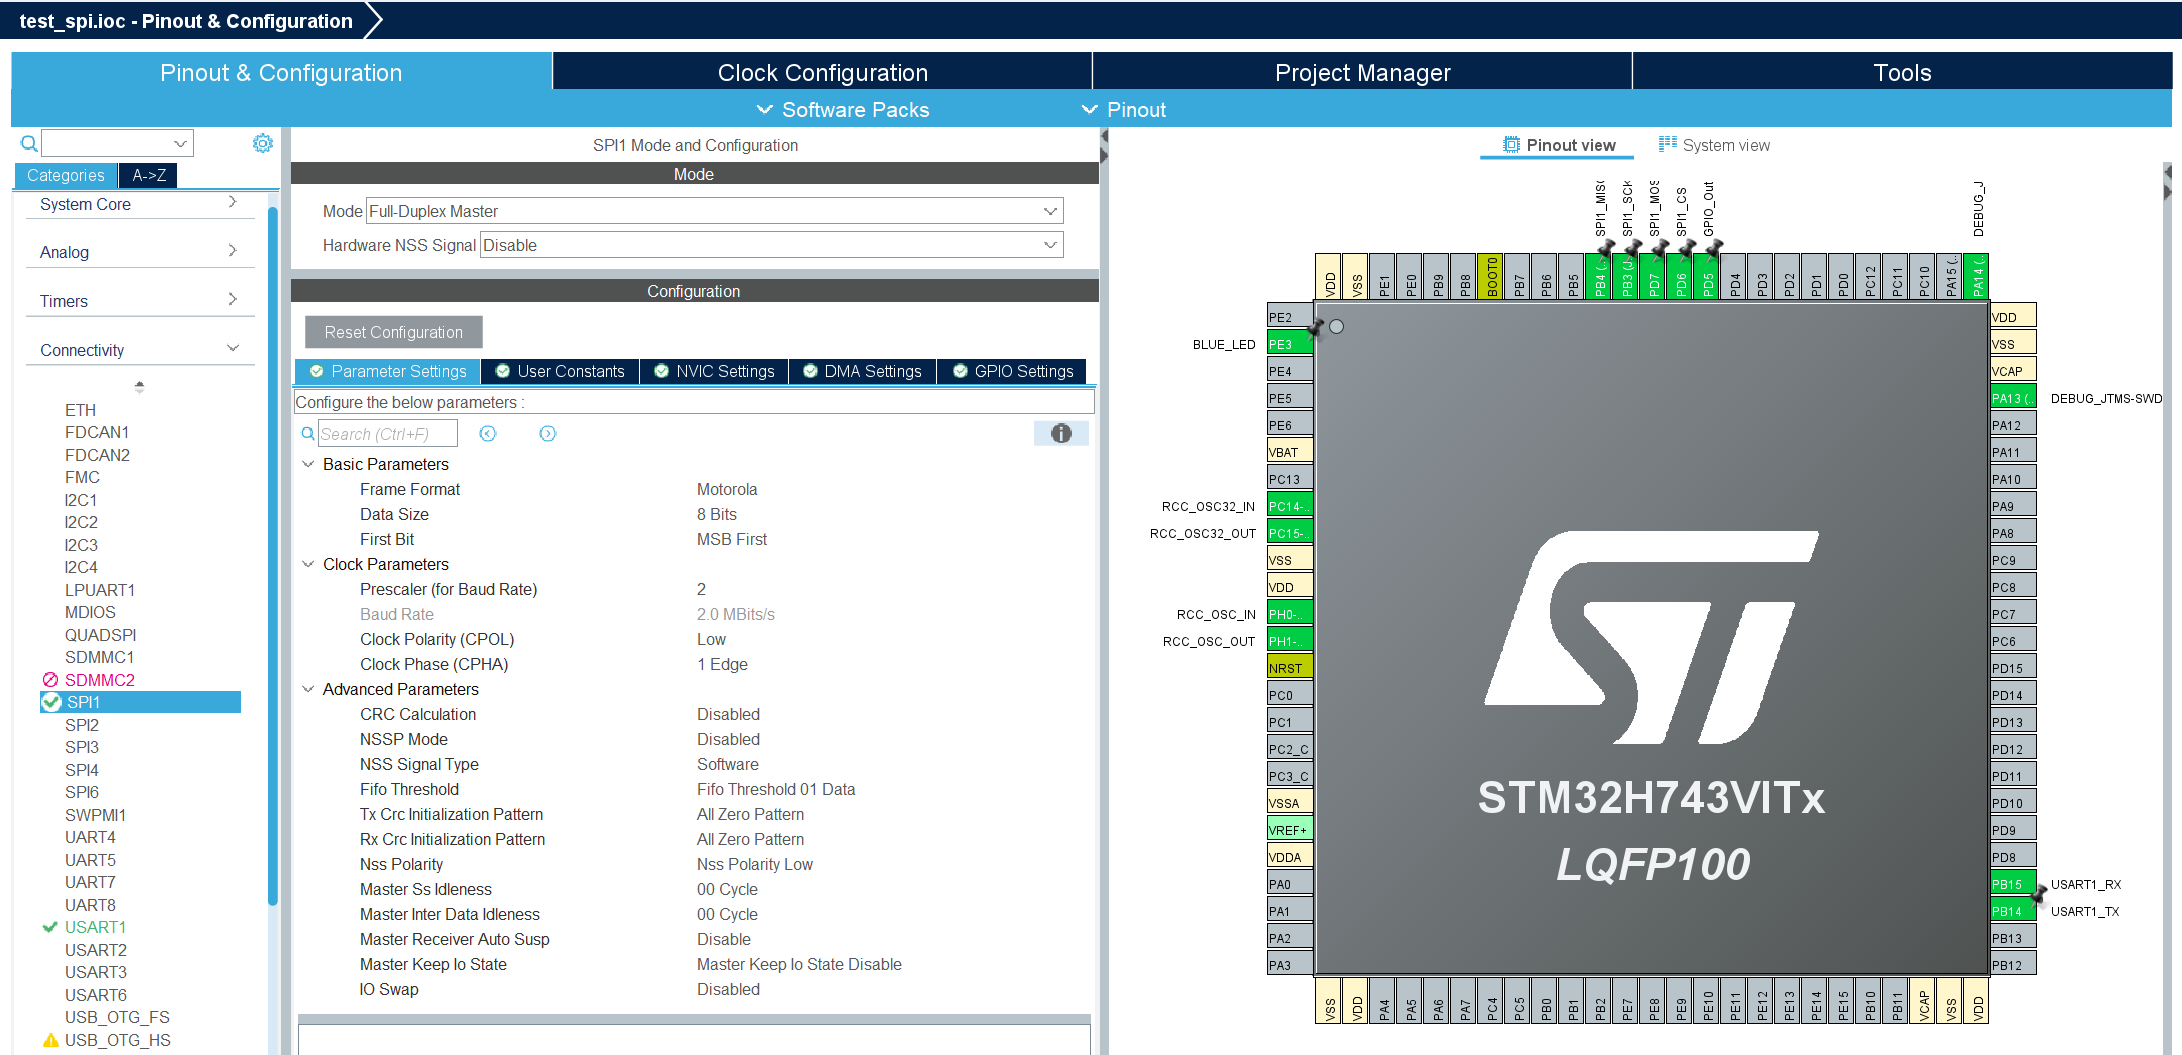 test_spi.ioc - Pinout & Configuration
Pinout & Configuration
Clock Configuration
Project Manager
Tools
Software Packs
Pinout
Categories
A->Z
System Core
Analog
Timers
Connectivity
ETH
FDCAN1
FDCAN2
FMC
I2C1
I2C2
I2C3
I2C4
LPUART1
MDIOS
QUADSPI
SDMMC1
SDMMC2
SPI1
SPI2
SPI3
SPI4
SPI6
SWPMI1
UART4
UART5
UART7
UART8
USART1
USART2
USART3
USART6
USB_OTG_FS
USB_OTG_HS
SPI1 Mode and Configuration
Mode
Mode Full-Duplex Master
Hardware NSS Signal Disable
Configuration
Reset Configuration
Parameter Settings
User Constants
NVIC Settings
DMA Settings
GPIO Settings
Configure the below parameters :
Search (Ctrl+F)
Basic Parameters
Frame Format Motorola
Data Size 8 Bits
First Bit MSB First
Clock Parameters
Prescaler (for Baud Rate) 2
Baud Rate 2.0 MBits/s
Clock Polarity (CPOL) Low
Clock Phase (CPHA) 1 Edge
Advanced Parameters
CRC Calculation Disabled
NSSP Mode Disabled
NSS Signal Type Software
Fifo Threshold Fifo Threshold 01 Data
Tx Crc Initialization Pattern All Zero Pattern
Rx Crc Initialization Pattern All Zero Pattern
Nss Polarity Nss Polarity Low
Master Ss Idleness 00 Cycle
Master Inter Data Idleness 00 Cycle
Master Receiver Auto Susp Disable
Master Keep Io State Master Keep Io State Disable
IO Swap Disabled
Pinout view
System view
SPI1_SCK
SPI1_MOS
SPI1_CS
GPIO_Out
DEBUG_J
VDD
VSS
PE1
PE0
PB9
PB8
BOOT0
PB7
PB6
PB5
PB4 (..
PB3 (J
PD7
PD6
PD5
PD4
PD3
PD2
PD1
PD0
PC12
PC11
PC10
PA15 (..
PA14 (..
PE2
BLUE_LED PE3
PE4
PE5
PE6
VBAT
PC13
RCC_OSC32_IN PC14-..
RCC_OSC32_OUT PC15-..
VSS
VDD
RCC_OSC_IN PH0-..
RCC_OSC_OUT PH1-..
NRST
PC0
PC1
PC2_C
PC3_C
VSSA
VREF+
VDDA
PA0
PA1
PA2
PA3
STM32H743VITx
LQFP100
VDD
VSS
VCAP
PA13 (.. DEBUG_JTMS-SWD
PA12
PA11
PA10
PA9
PA8
PC9
PC8
PC7
PC6
PD15
PD14
PD13
PD12
PD11
PD10
PD9
PD8
PB15 USART1_RX
PB14 USART1_TX
PB13
PB12
VSS
VDD
PA4
PA5
PA6
PA7
PC4
PC5
PB0
PB1
PB2
PE7
PE8
PE9
PE10
PE11
PE12
PE13
PE14
PE15
PB10
PB11
VCAP
VSS
VDD